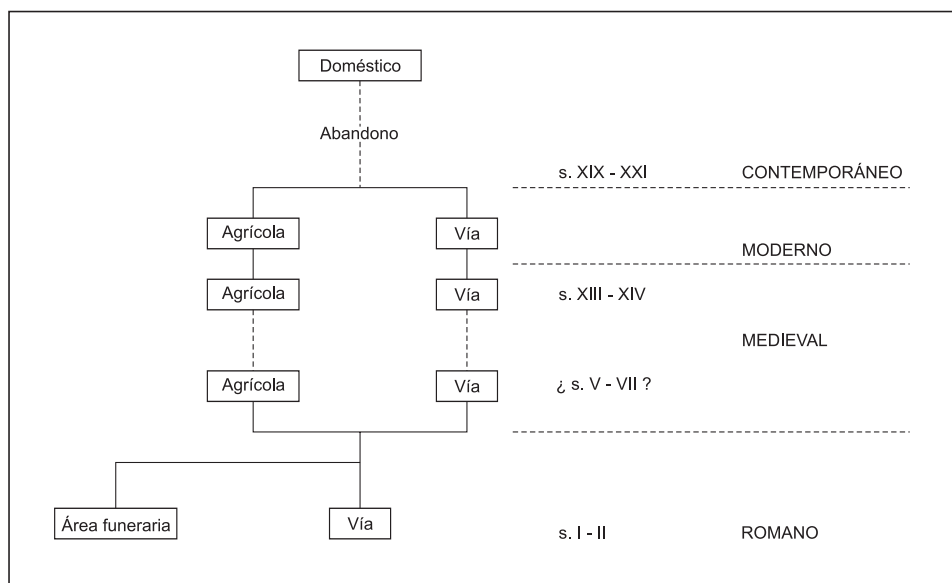 Doméstico
Abandono
s. XIX - XXI CONTEMPORÁNEO
Agrícola Vía
MODERNO
Agrícola Vía s. XIII - XIV
MEDIEVAL
Agrícola Vía ¿ s. V - VII ?
Área funeraria Vía s. I - II ROMANO